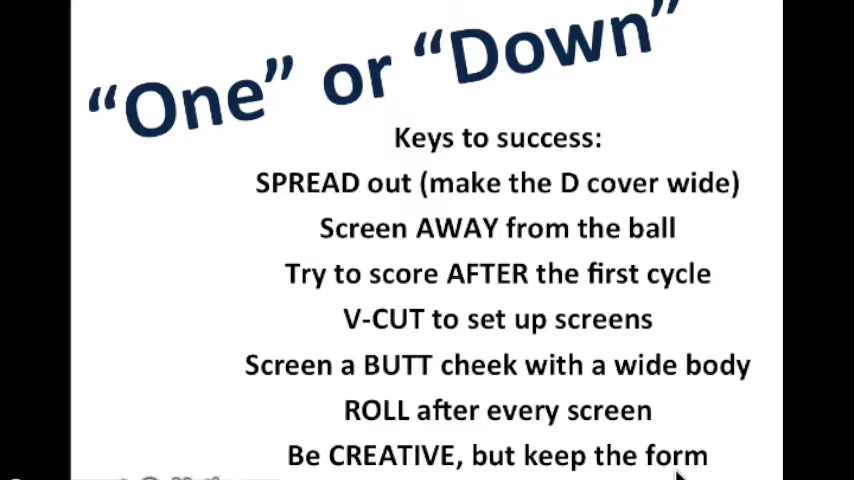 “One” or “Down”
Keys to success:
SPREAD out (make the D cover wide)
Screen AWAY from the ball
Try to score AFTER the first cycle
V-CUT to set up screens
Screen a BUTT cheek with a wide body
ROLL after every screen
Be CREATIVE, but keep the form